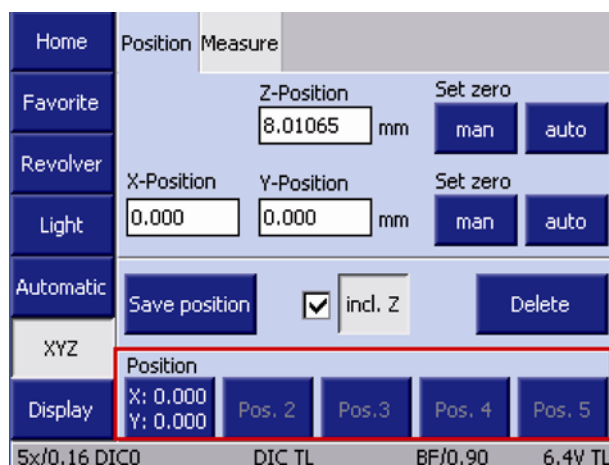 Home
Favorite
Revolver
Light
Automatic
XYZ
Display
Position Measure
Z-Position Set zero
8.01065 mm man auto
X-Position Y-Position Set zero
0.000 0.000 mm man auto
Save position incl. Z Delete
Position
X: 0.000
Y: 0.000
Pos. 2 Pos.3 Pos. 4 Pos. 5
5x/0.16 DIC0 DIC TL BF/0.90 6.4V TL